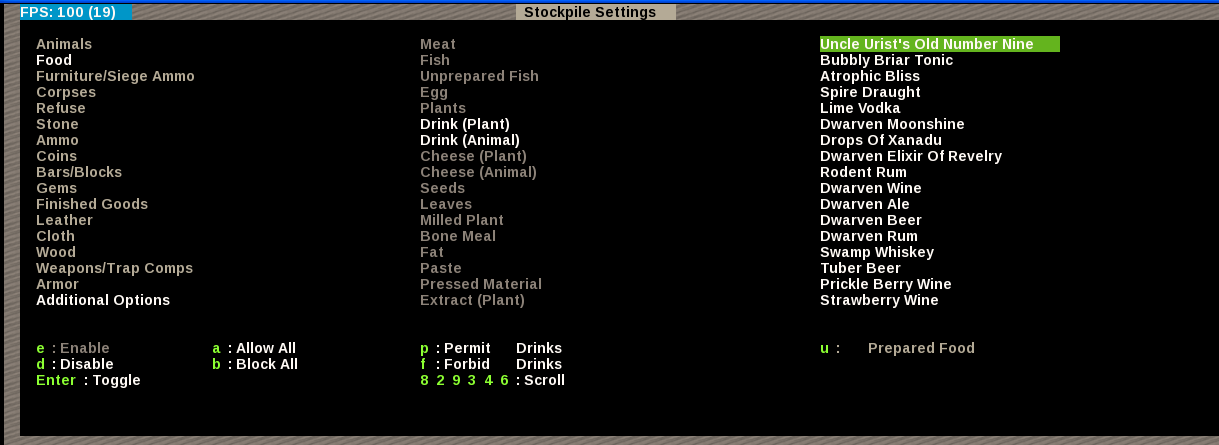 FPS: 100 (19) Stockpile Settings
Animals Meat Uncle Urist's Old Number Nine
Food Fish Bubbly Briar Tonic
Furniture/Siege Ammo Unprepared Fish Atrophic Bliss
Corpses Egg Spire Draught
Refuse Plants Lime Vodka
Stone Drink (Plant) Dwarven Moonshine
Ammo Drink (Animal) Drops Of Xanadu
Coins Cheese (Plant) Dwarven Elixir Of Revelry
Bars/Blocks Cheese (Animal) Rodent Rum
Gems Seeds Dwarven Wine
Finished Goods Leaves Dwarven Ale
Leather Milled Plant Dwarven Beer
Cloth Bone Meal Dwarven Rum
Wood Fat Swamp Whiskey
Weapons/Trap Comps Paste Tuber Beer
Armor Pressed Material Prickle Berry Wine
Additional Options Extract (Plant) Strawberry Wine
e : Enable a : Allow All p : Permit Drinks u : Prepared Food
d : Disable b : Block All f : Forbid Drinks
Enter : Toggle 8 2 9 3 4 6 : Scroll